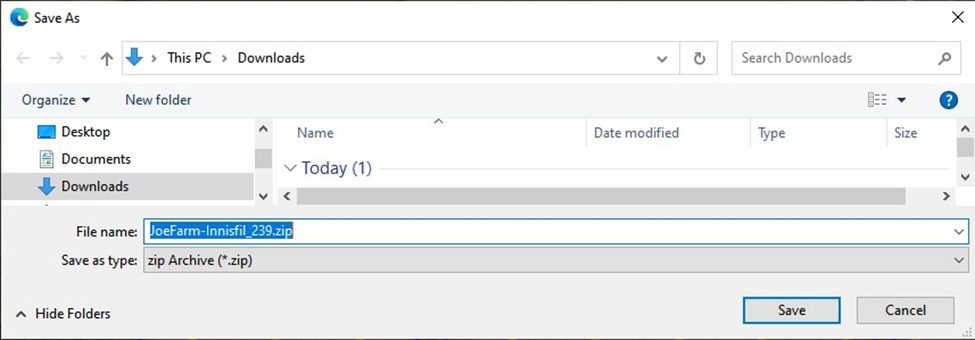 Save As
This PC > Downloads
Search Downloads
Organize
New folder
?
Desktop
Documents
Downloads
Name
Date modified
Type
Size
Today (1)
File name:
JoeFarm-Innisfil_239.zip
Save as type:
zip Archive (*.zip)
Hide Folders
Save
Cancel